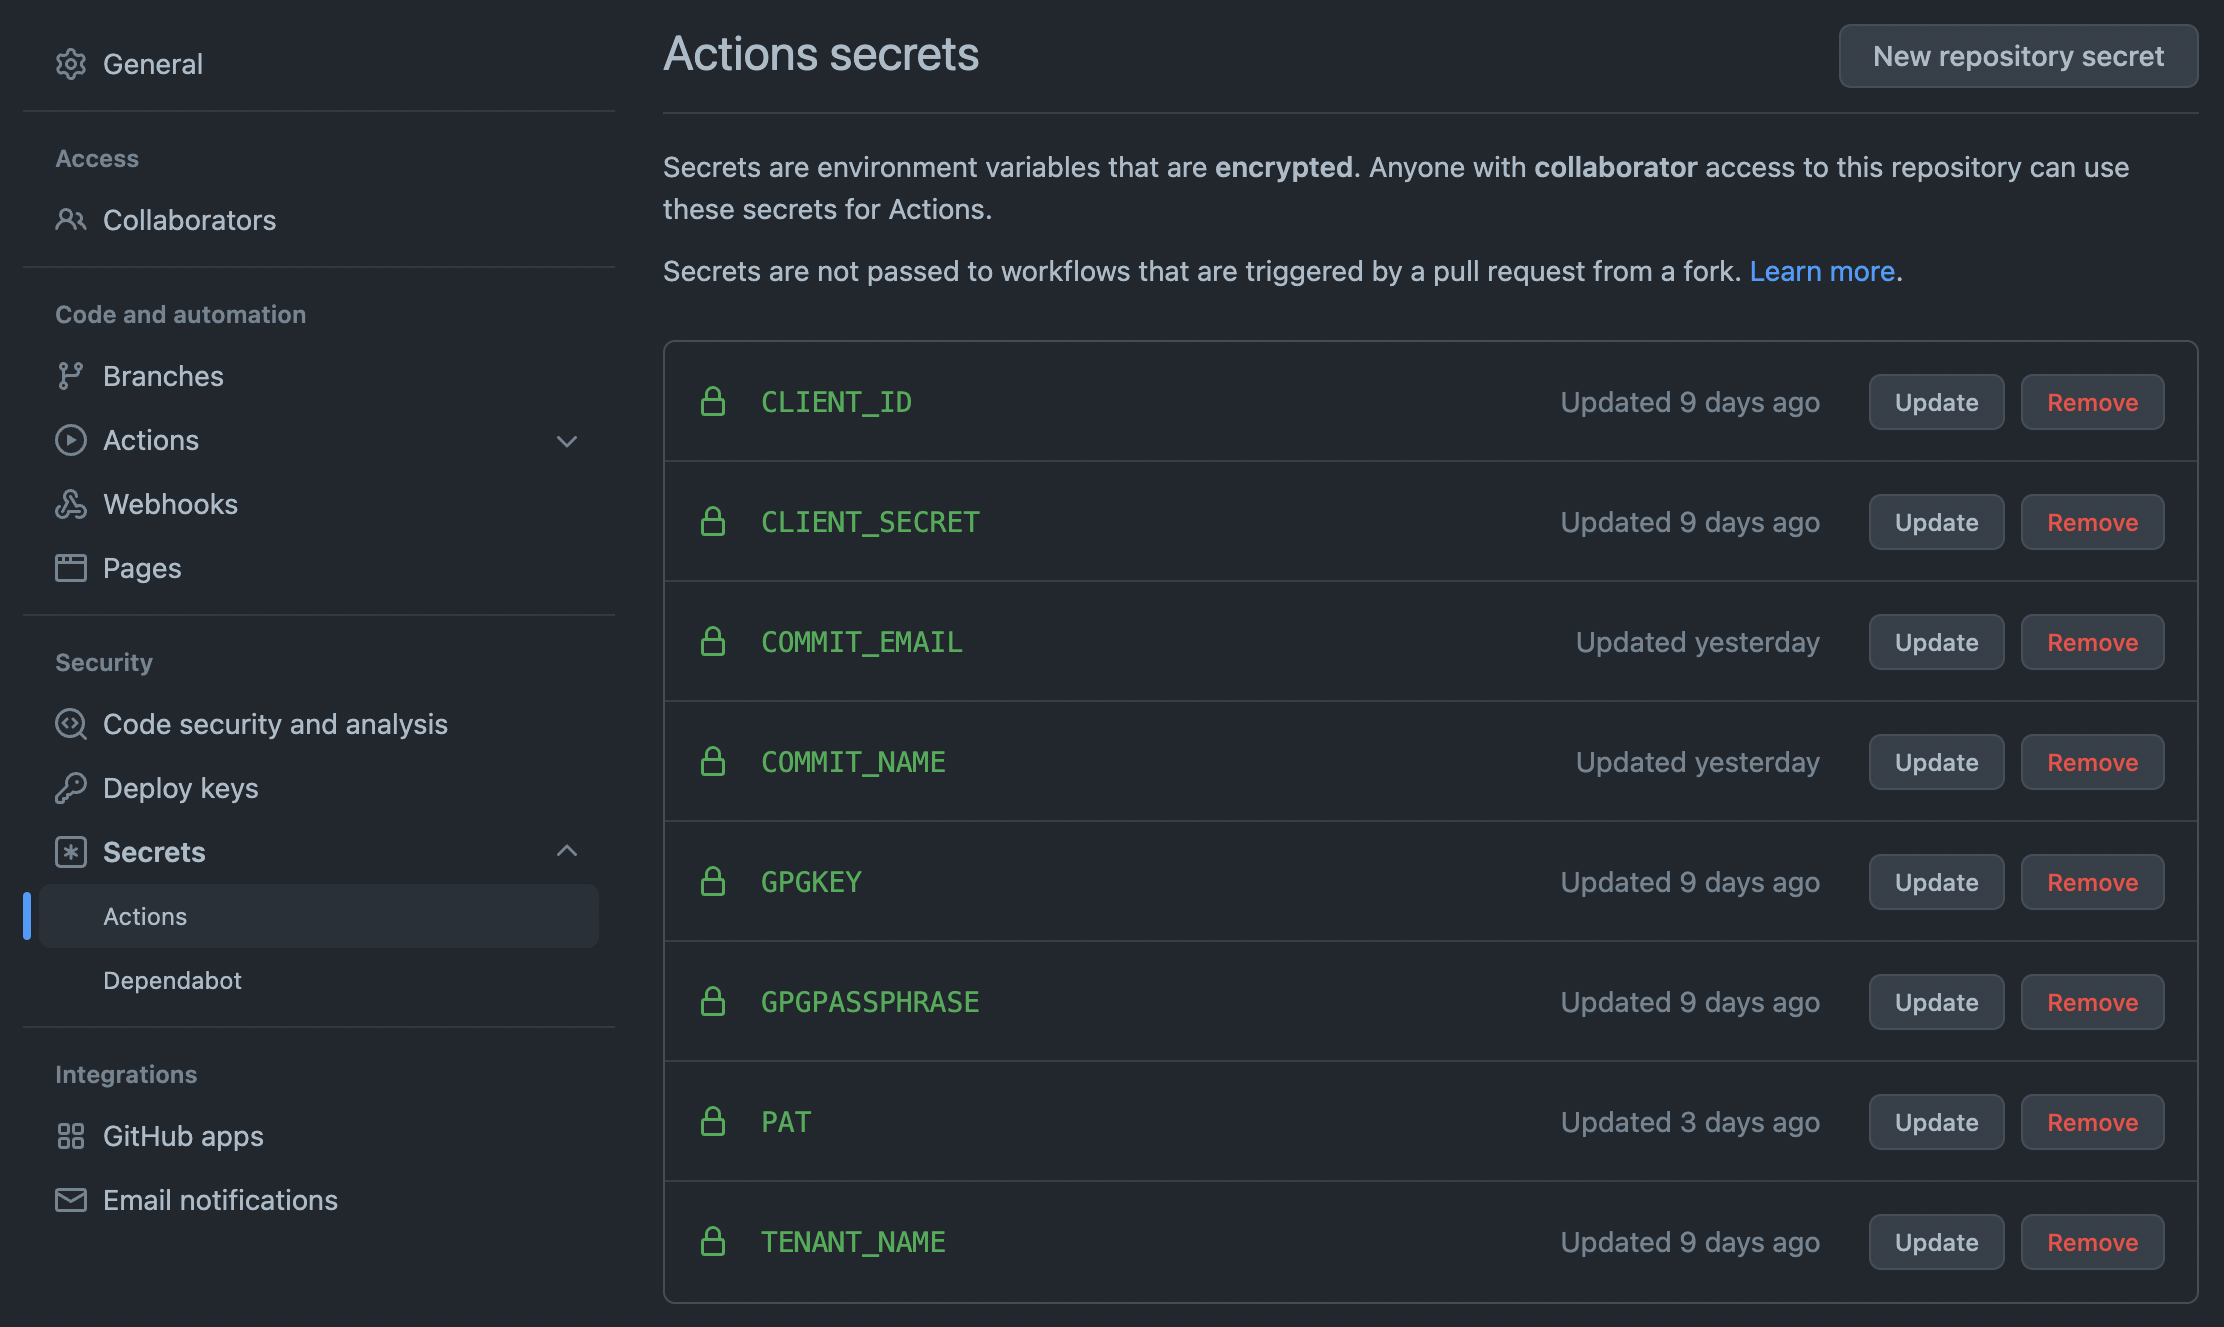 General
Access
Collaborators
Code and automation
Branches
Actions
Webhooks
Pages
Security
Code security and analysis
Deploy keys
Secrets
Actions
Dependabot
Integrations
GitHub apps
Email notifications
Actions secrets
New repository secret
Secrets are environment variables that are encrypted. Anyone with collaborator access to this repository can use
these secrets for Actions.
Secrets are not passed to workflows that are triggered by a pull request from a fork. Learn more.
CLIENT_ID Updated 9 days ago Update Remove
CLIENT_SECRET Updated 9 days ago Update Remove
COMMIT_EMAIL Updated yesterday Update Remove
COMMIT_NAME Updated yesterday Update Remove
GPGKEY Updated 9 days ago Update Remove
GPGPASSPHRASE Updated 9 days ago Update Remove
PAT Updated 3 days ago Update Remove
TENANT_NAME Updated 9 days ago Update Remove